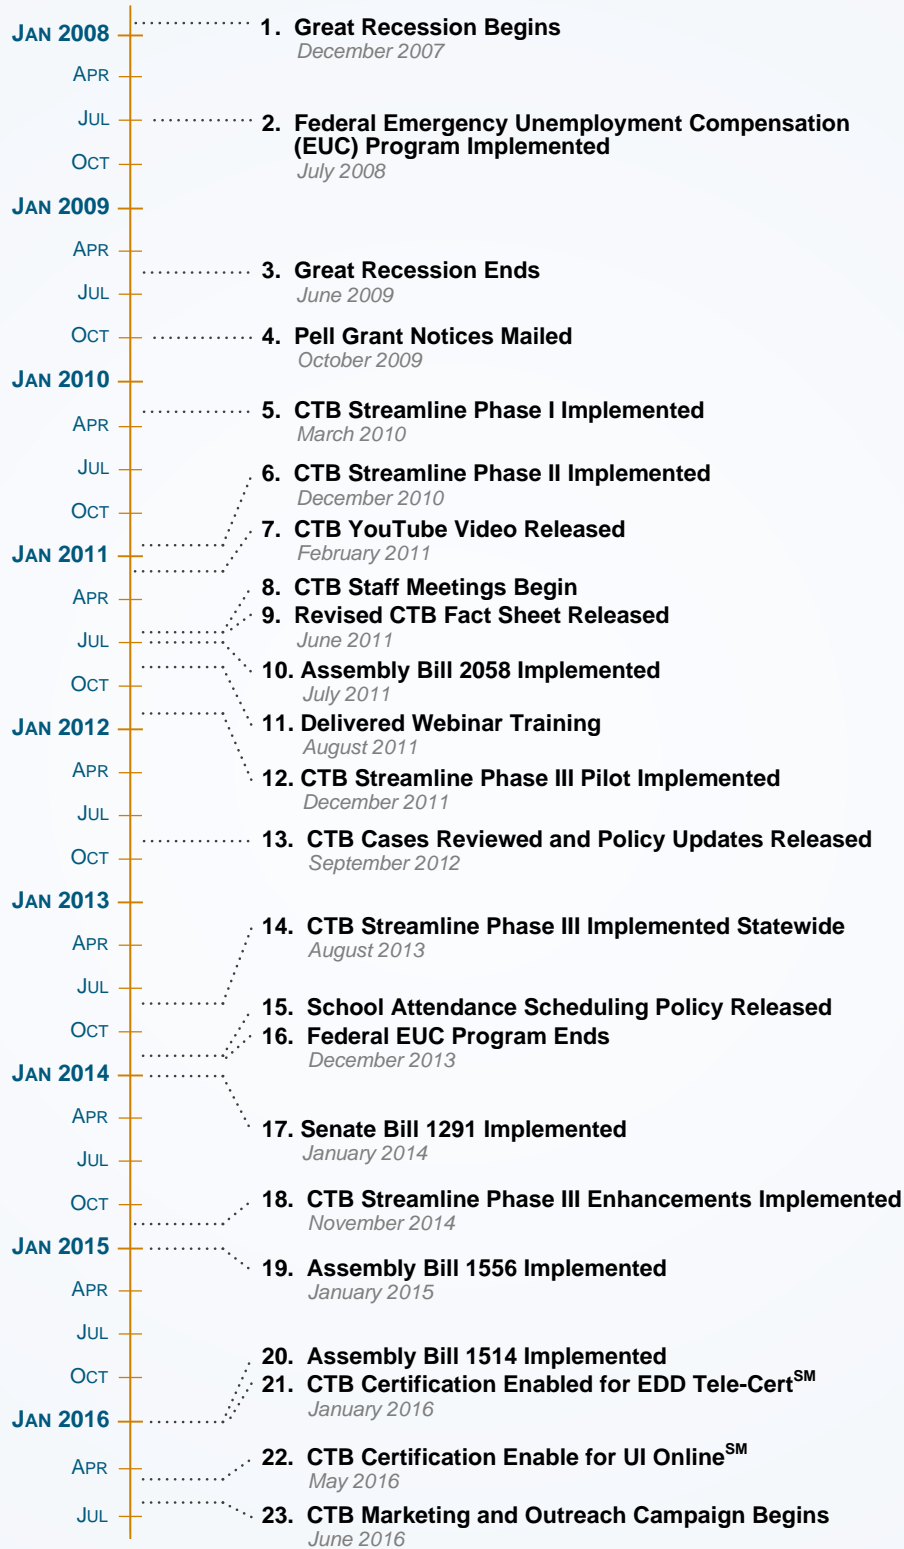 JAN 2008
1. Great Recession Begins
December 2007
APR
JUL
2. Federal Emergency Unemployment Compensation
(EUC) Program Implemented
July 2008
OCT
JAN 2009
APR
3. Great Recession Ends
June 2009
JUL
OCT
4. Pell Grant Notices Mailed
October 2009
JAN 2010
5. CTB Streamline Phase I Implemented
March 2010
APR
JUL
6. CTB Streamline Phase II Implemented
December 2010
OCT
7. CTB YouTube Video Released
February 2011
JAN 2011
APR
8. CTB Staff Meetings Begin
9. Revised CTB Fact Sheet Released
June 2011
JUL
10. Assembly Bill 2058 Implemented
July 2011
OCT
11. Delivered Webinar Training
August 2011
JAN 2012
APR
12. CTB Streamline Phase III Pilot Implemented
December 2011
JUL
13. CTB Cases Reviewed and Policy Updates Released
September 2012
OCT
JAN 2013
14. CTB Streamline Phase III Implemented Statewide
August 2013
APR
JUL
15. School Attendance Scheduling Policy Released
OCT
16. Federal EUC Program Ends
December 2013
JAN 2014
APR
17. Senate Bill 1291 Implemented
January 2014
JUL
OCT
18. CTB Streamline Phase III Enhancements Implemented
November 2014
JAN 2015
19. Assembly Bill 1556 Implemented
January 2015
APR
JUL
20. Assembly Bill 1514 Implemented
OCT
21. CTB Certification Enabled for EDD Tele-Cert℠
January 2016
JAN 2016
22. CTB Certification Enable for UI Online℠
May 2016
APR
JUL
23. CTB Marketing and Outreach Campaign Begins
June 2016